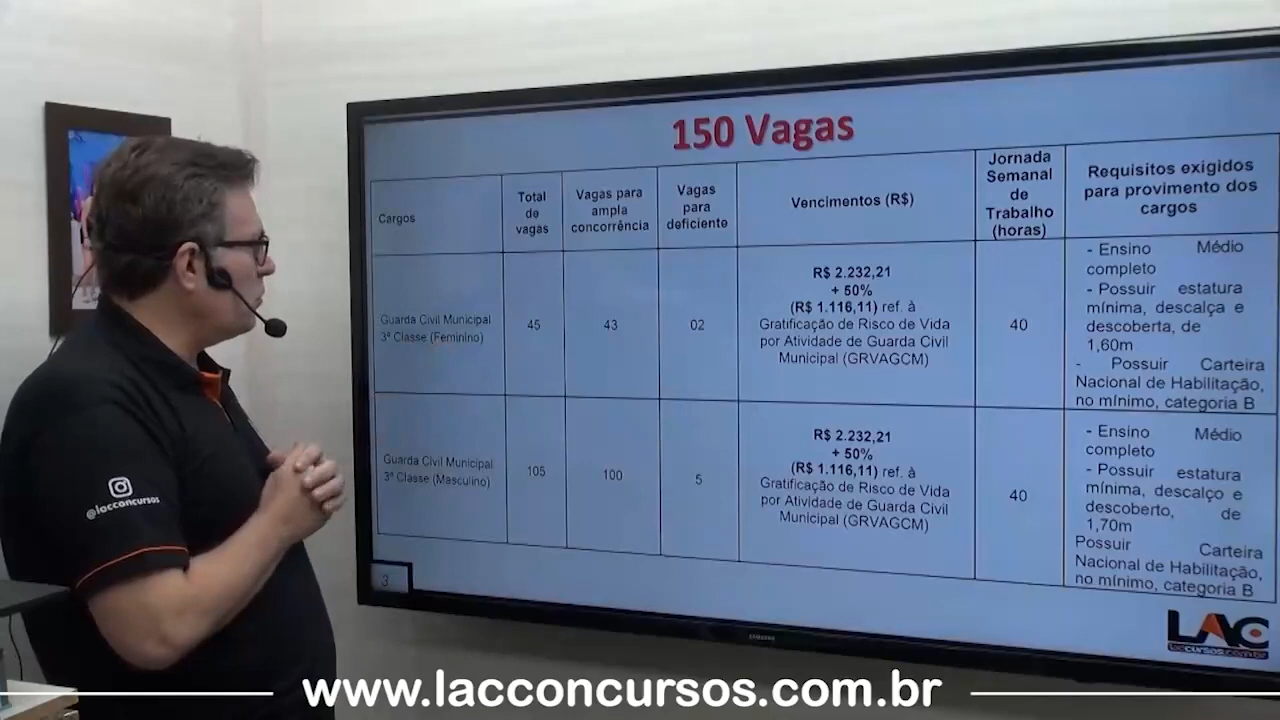 150 Vagas
Cargos
Total
de
vagas
Vagas para
ampla
concorrência
Vagas
para
deficiente
Vencimentos (R$)
Jornada
Semanal
de
Trabalho
(horas)
Requisitos exigidos
para provimento dos
cargos
Guarda Civil Municipal
3ª Classe (Feminino)
45
43
02
R$ 2.232,21
+ 50%
(R$ 1.116,11) ref. à
Gratificação de Risco de Vida
por Atividade de Guarda Civil
Municipal (GRVAGCM)
40
- Ensino Médio
completo
- Possuir estatura
mínima, descalça e
descoberta, de
1,60m
- Possuir Carteira
Nacional de Habilitação,
no mínimo, categoria B
Guarda Civil Municipal
3ª Classe (Masculino)
105
100
5
R$ 2.232,21
+ 50%
(R$ 1.116,11) ref. à
Gratificação de Risco de Vida
por Atividade de Guarda Civil
Municipal (GRVAGCM)
40
- Ensino Médio
completo
- Possuir estatura
mínima, descalço e
descoberto, de
1,70m
Possuir Carteira
Nacional de Habilitação,
no mínimo, categoria B
3
LAC
laccursos.com.br
SAMSUNG
@lacconcursos
www.lacconcursos.com.br